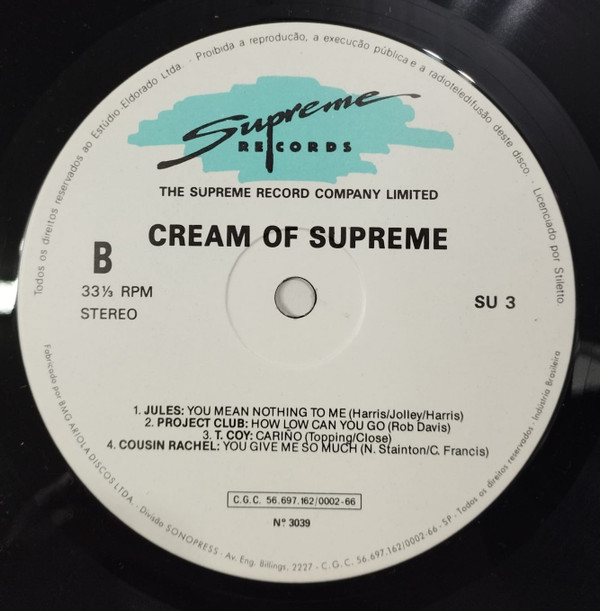 Todos os direitos reservados ao Estúdio Eldorado Ltda. · Proibida a reprodução, a execução pública e a radioteledifusão deste disco. · Licenciado por Stiletto.
Supreme
RECORDS
THE SUPREME RECORD COMPANY LIMITED
CREAM OF SUPREME
B
33⅓ RPM
STEREO
SU 3
1. JULES: YOU MEAN NOTHING TO ME (Harris/Jolley/Harris)
2. PROJECT CLUB: HOW LOW CAN YOU GO (Rob Davis)
3. T. COY: CARIÑO (Topping/Close)
4. COUSIN RACHEL: YOU GIVE ME SO MUCH (N. Stainton/C. Francis)
C.G.C. 56.697.162/0002-66
Nº 3039
Fabricado por BMG ARIOLA DISCOS LTDA. - Divisão SONOPRESS - Av. Eng. Billings, 2227 - C.G.C. 56.697.162/0002-66 - SP - Todos os direitos reservados - Indústria Brasileira